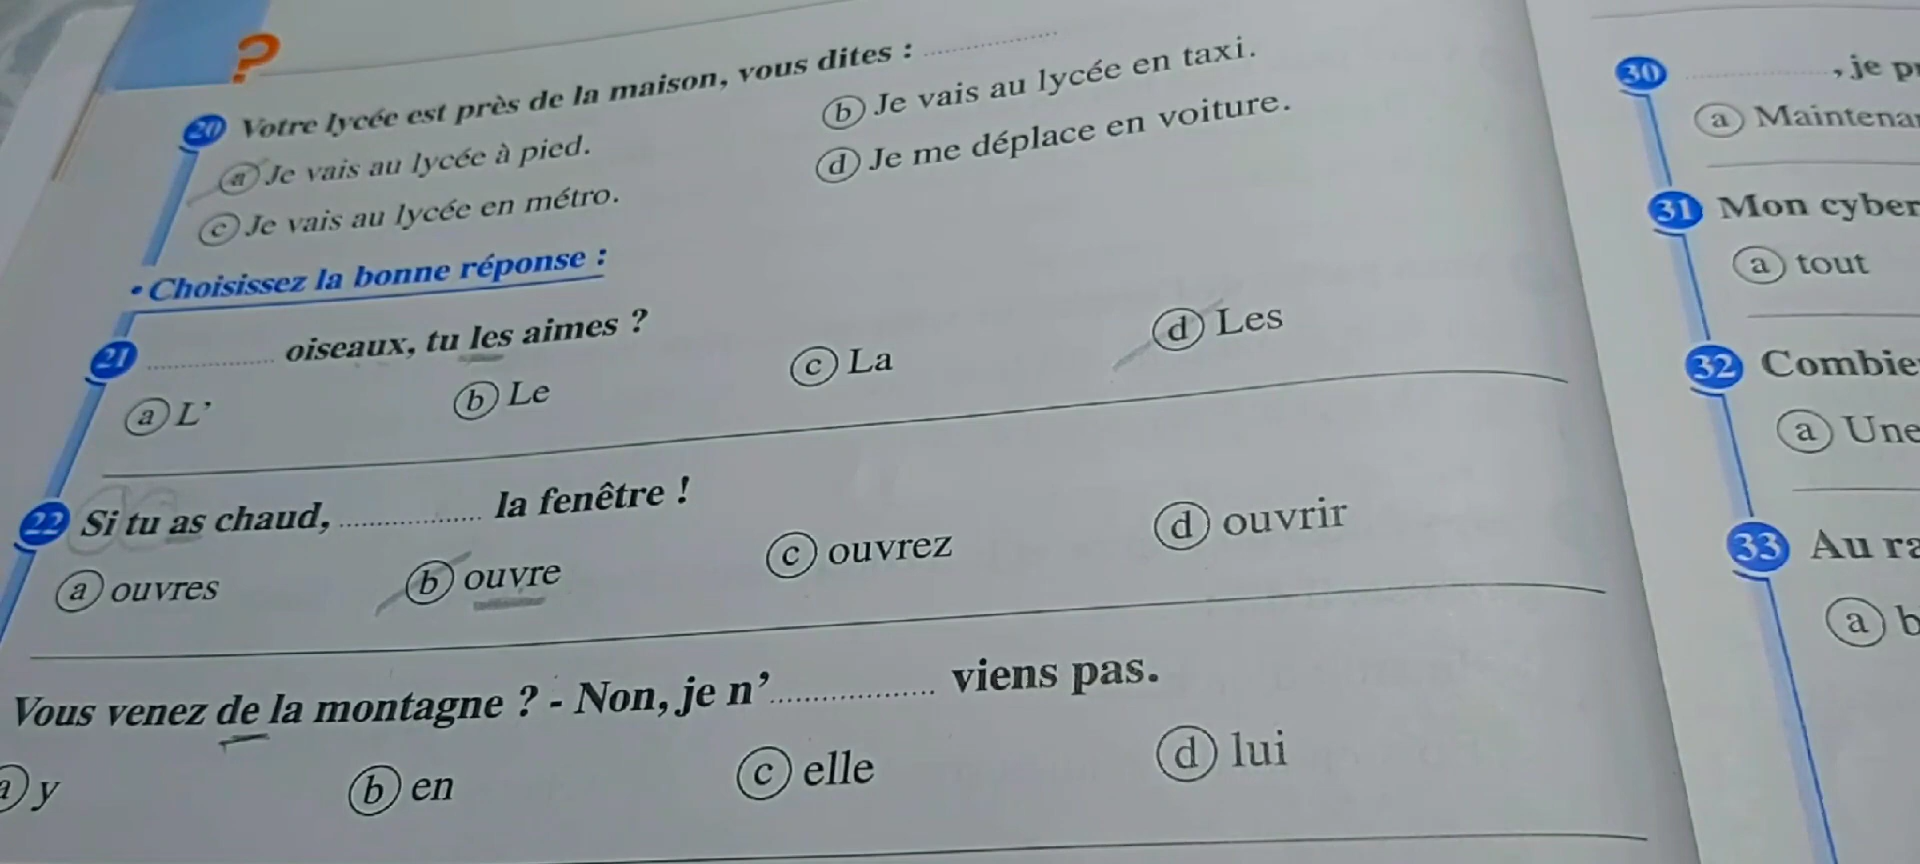 ?
20 Votre lycée est près de la maison, vous dites : ....................
a Je vais au lycée à pied.
b Je vais au lycée en taxi.
c Je vais au lycée en métro.
d Je me déplace en voiture.
• Choisissez la bonne réponse :
21 .................... oiseaux, tu les aimes ?
a L’
b Le
c La
d Les
22 Si tu as chaud, .................... la fenêtre !
a ouvres
b ouvre
c ouvrez
d ouvrir
Vous venez de la montagne ? - Non, je n’.................... viens pas.
a y
b en
c elle
d lui
30 ...................., je
a
31 Mon
a tout
32
a Une
33 Au
a